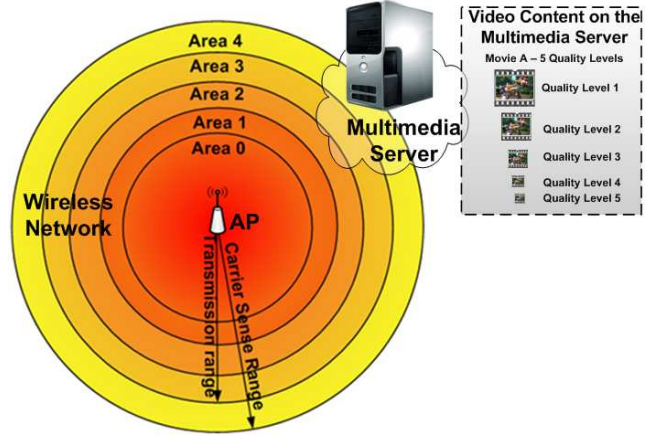 Area 4
Area 3
Area 2
Area 1
Area 0
Wireless
Network
AP
Transmission range
Carrier Sense Range
Multimedia
Server
Video Content on the
Multimedia Server
Movie A – 5 Quality Levels
Quality Level 1
Quality Level 2
Quality Level 3
Quality Level 4
Quality Level 5